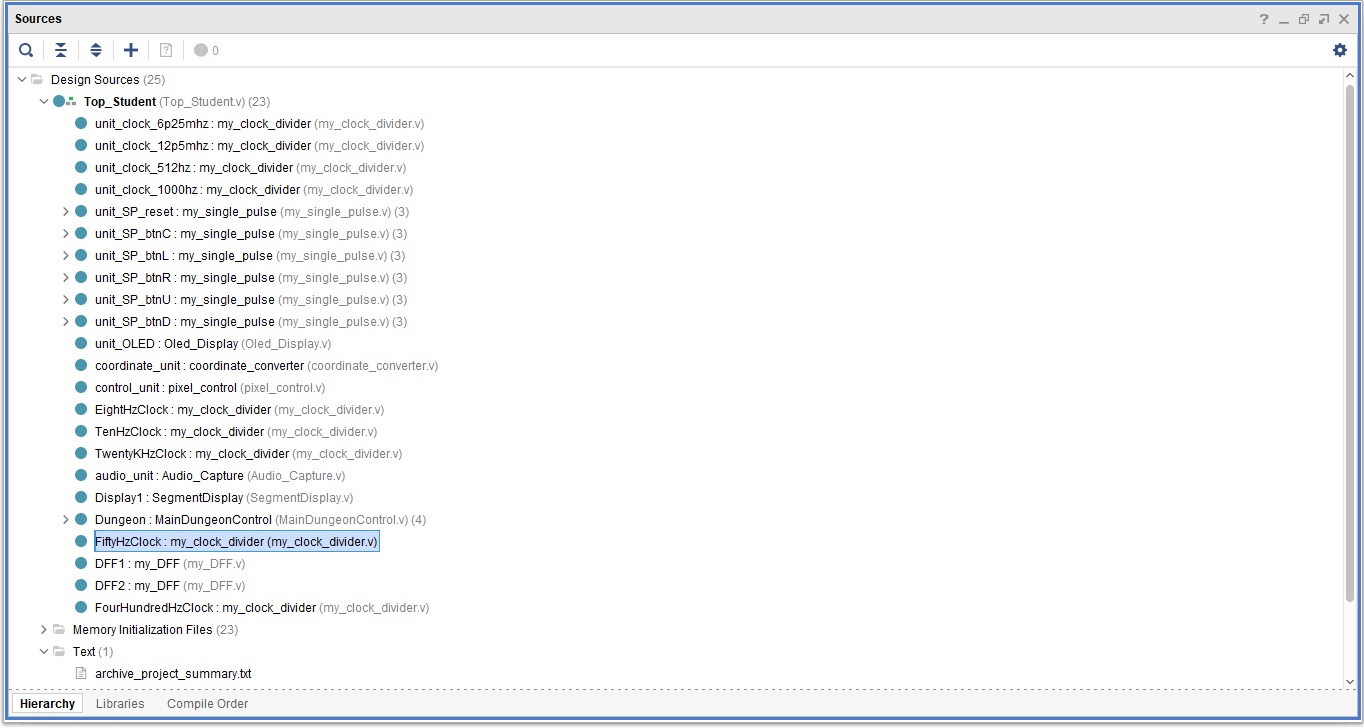 Sources
0
Design Sources (25)
Top_Student (Top_Student.v) (23)
unit_clock_6p25mhz : my_clock_divider (my_clock_divider.v)
unit_clock_12p5mhz : my_clock_divider (my_clock_divider.v)
unit_clock_512hz : my_clock_divider (my_clock_divider.v)
unit_clock_1000hz : my_clock_divider (my_clock_divider.v)
unit_SP_reset : my_single_pulse (my_single_pulse.v) (3)
unit_SP_btnC : my_single_pulse (my_single_pulse.v) (3)
unit_SP_btnL : my_single_pulse (my_single_pulse.v) (3)
unit_SP_btnR : my_single_pulse (my_single_pulse.v) (3)
unit_SP_btnU : my_single_pulse (my_single_pulse.v) (3)
unit_SP_btnD : my_single_pulse (my_single_pulse.v) (3)
unit_OLED : Oled_Display (Oled_Display.v)
coordinate_unit : coordinate_converter (coordinate_converter.v)
control_unit : pixel_control (pixel_control.v)
EightHzClock : my_clock_divider (my_clock_divider.v)
TenHzClock : my_clock_divider (my_clock_divider.v)
TwentyKHzClock : my_clock_divider (my_clock_divider.v)
audio_unit : Audio_Capture (Audio_Capture.v)
Display1 : SegmentDisplay (SegmentDisplay.v)
Dungeon : MainDungeonControl (MainDungeonControl.v) (4)
FiftyHzClock : my_clock_divider (my_clock_divider.v)
DFF1 : my_DFF (my_DFF.v)
DFF2 : my_DFF (my_DFF.v)
FourHundredHzClock : my_clock_divider (my_clock_divider.v)
Memory Initialization Files (23)
Text (1)
archive_project_summary.txt
Hierarchy Libraries Compile Order